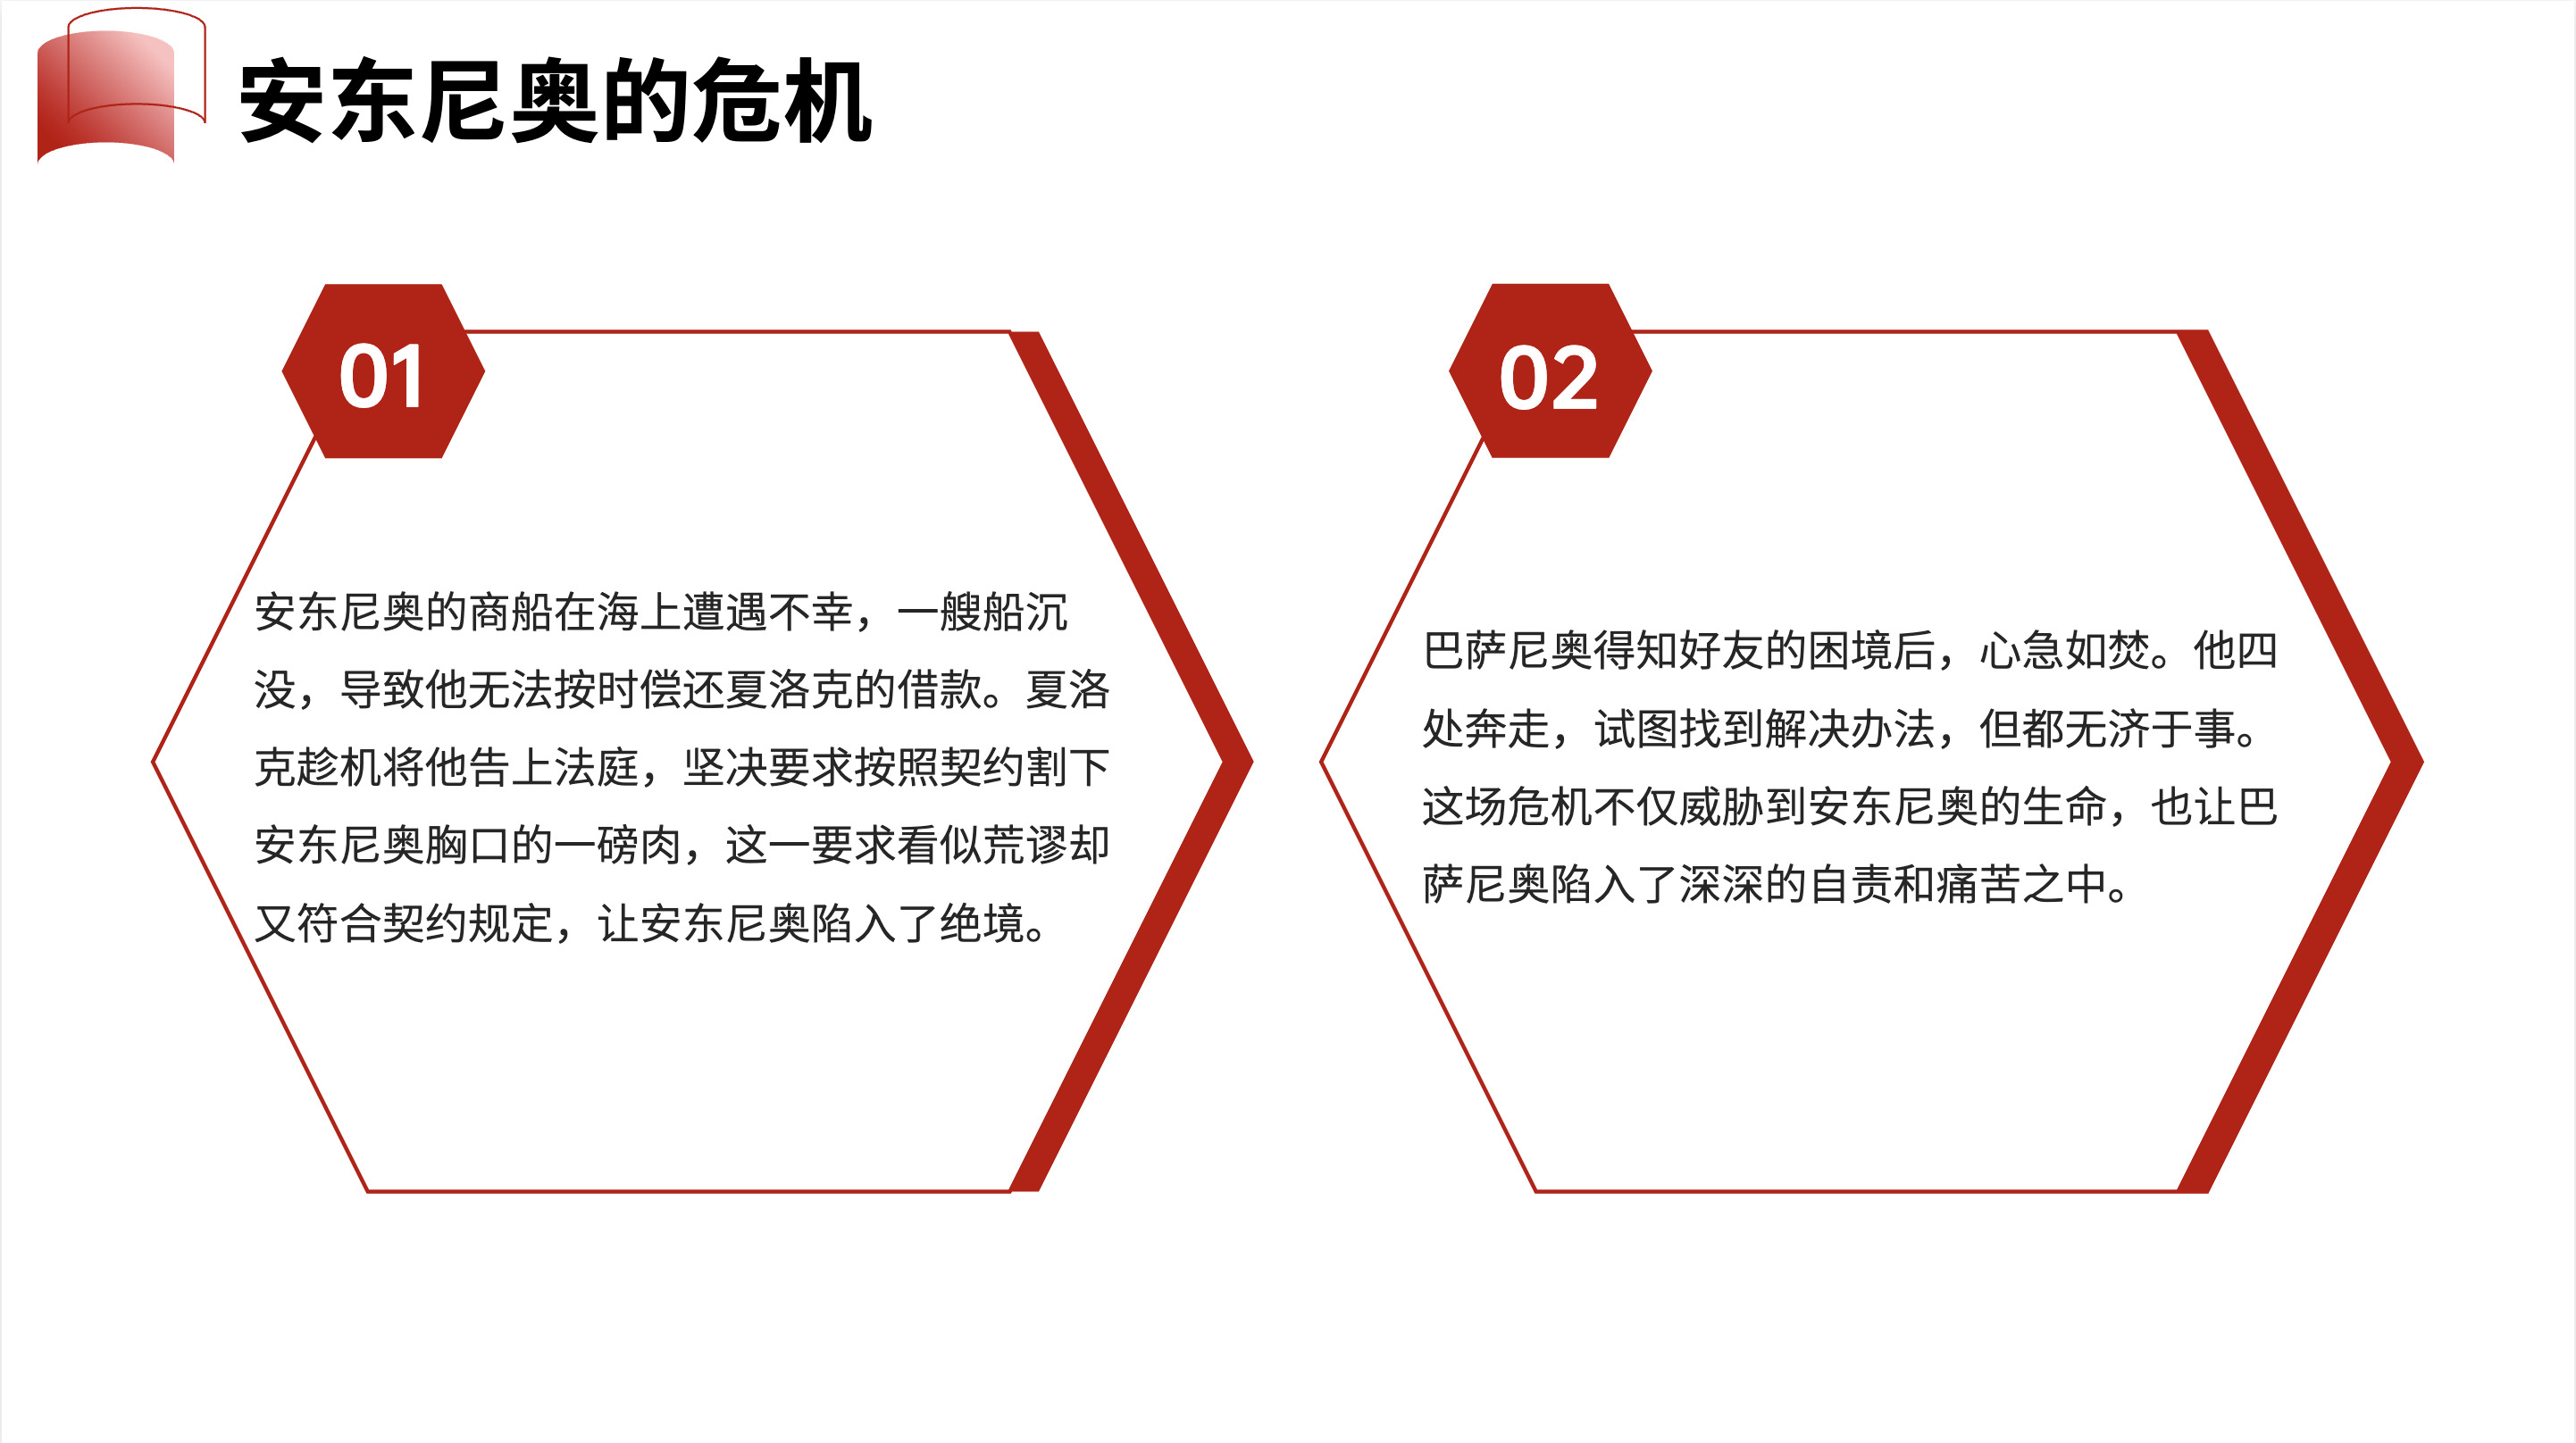 安东尼奥的危机
01
安东尼奥的商船在海上遭遇不幸，一艘船沉
没，导致他无法按时偿还夏洛克的借款。夏洛
克趁机将他告上法庭，坚决要求按照契约割下
安东尼奥胸口的一磅肉，这一要求看似荒谬却
又符合契约规定，让安东尼奥陷入了绝境。
02
巴萨尼奥得知好友的困境后，心急如焚。他四
处奔走，试图找到解决办法，但都无济于事。
这场危机不仅威胁到安东尼奥的生命，也让巴
萨尼奥陷入了深深的自责和痛苦之中。